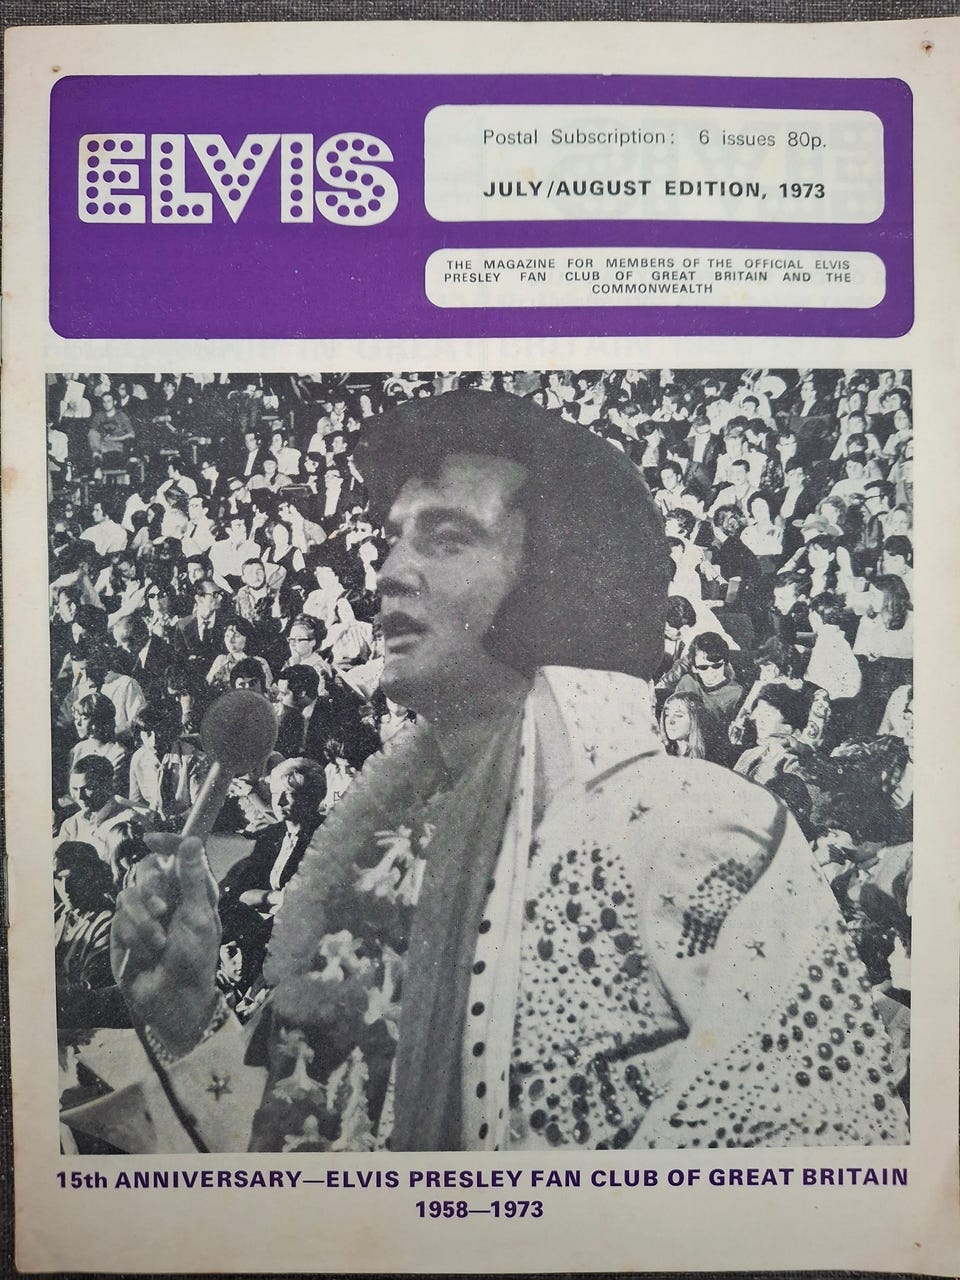 ELVIS
Postal Subscription: 6 issues 80p.
JULY/AUGUST EDITION, 1973
THE MAGAZINE FOR MEMBERS OF THE OFFICIAL ELVIS
PRESLEY FAN CLUB OF GREAT BRITAIN AND THE
COMMONWEALTH
15th ANNIVERSARY—ELVIS PRESLEY FAN CLUB OF GREAT BRITAIN
1958—1973